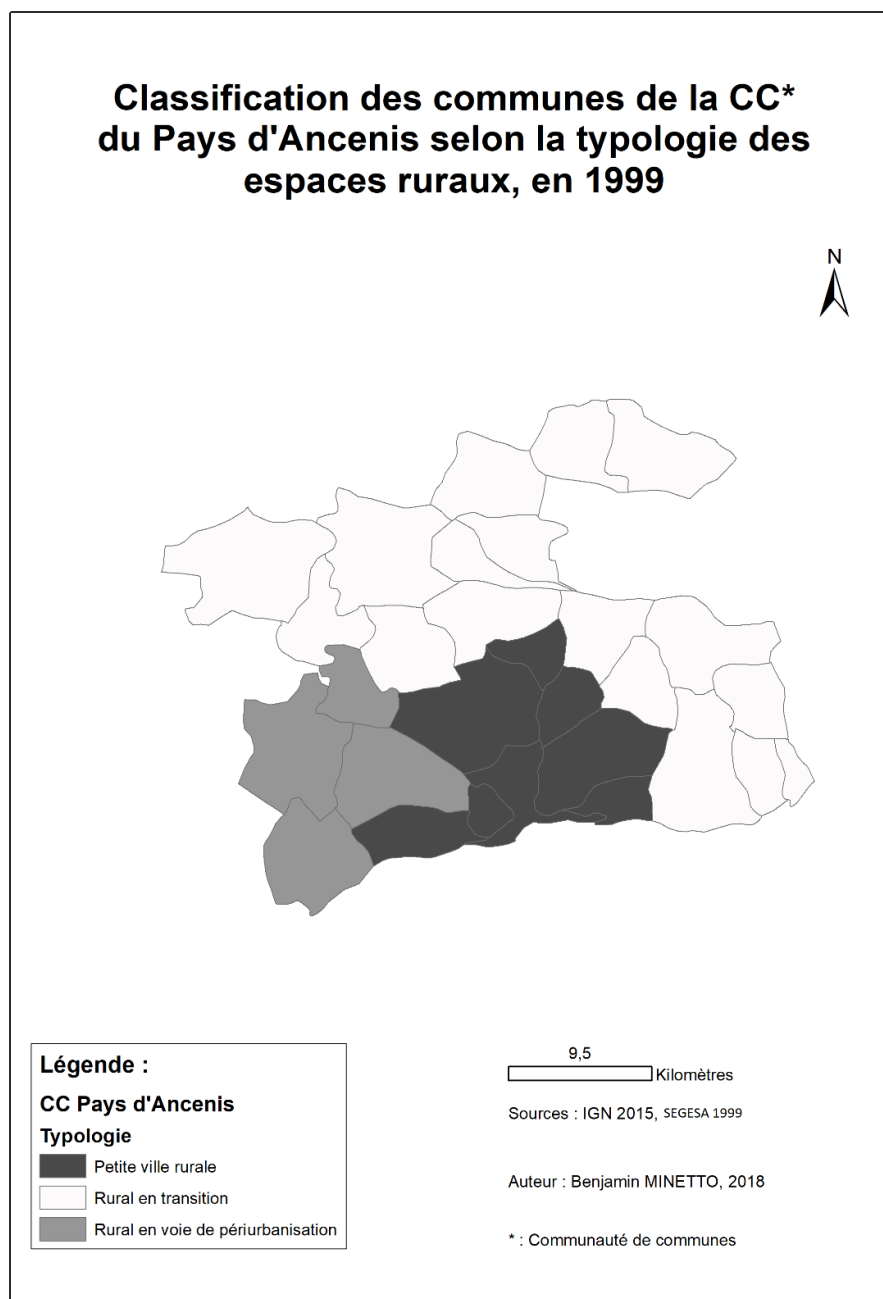 Classification des communes de la CC*
du Pays d'Ancenis selon la typologie des
espaces ruraux, en 1999
N
Légende :
CC Pays d'Ancenis
Typologie
Petite ville rurale
Rural en transition
Rural en voie de périurbanisation
9,5
Kilomètres
Sources : IGN 2015, SEGESA 1999
Auteur : Benjamin MINETTO, 2018
* : Communauté de communes